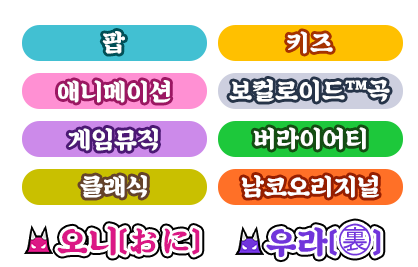 팝 키즈
애니메이션 보컬로이드™곡
게임뮤직 버라이어티
클래식 남코오리지널
오니[おに] 우라[裏]